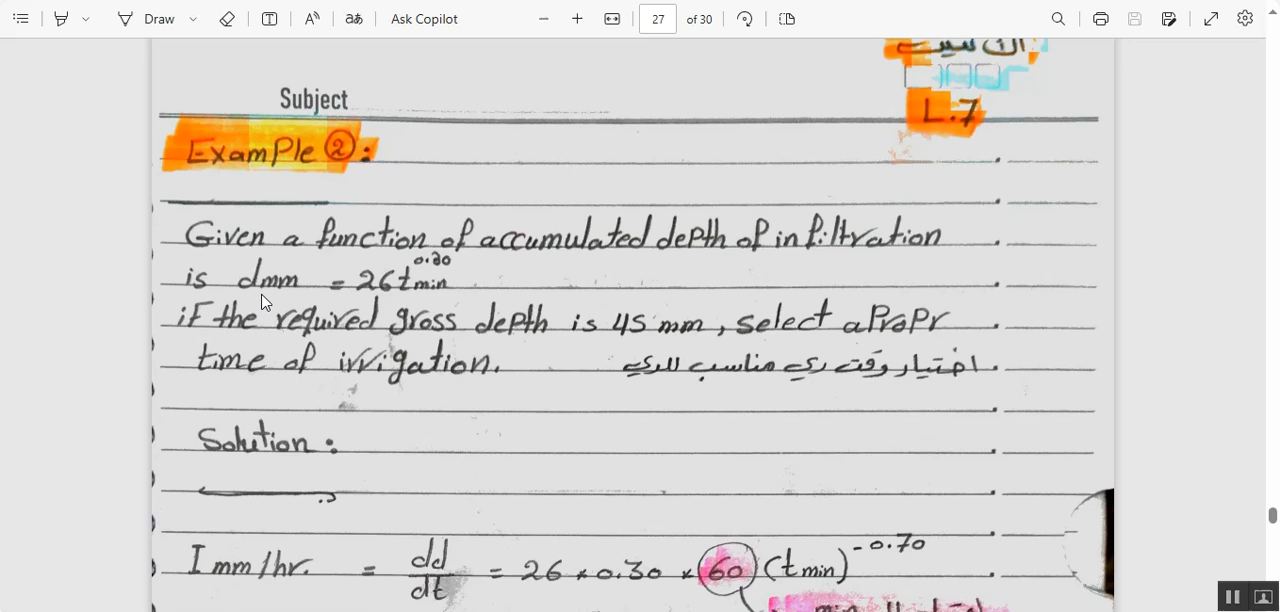 Draw
Ask Copilot
27 of 30
Subject
L.7
Example ②:
Given a function of accumulated depth of infiltration
is dmm = 26 t min^0.30
if the required gross depth is 45 mm, select a Propr
time of irrigation. اختيار وقت ري مناسب للري
Solution:
I mm/hr. = dd/dt = 26 * 0.30 * 60 (t min)^-0.70